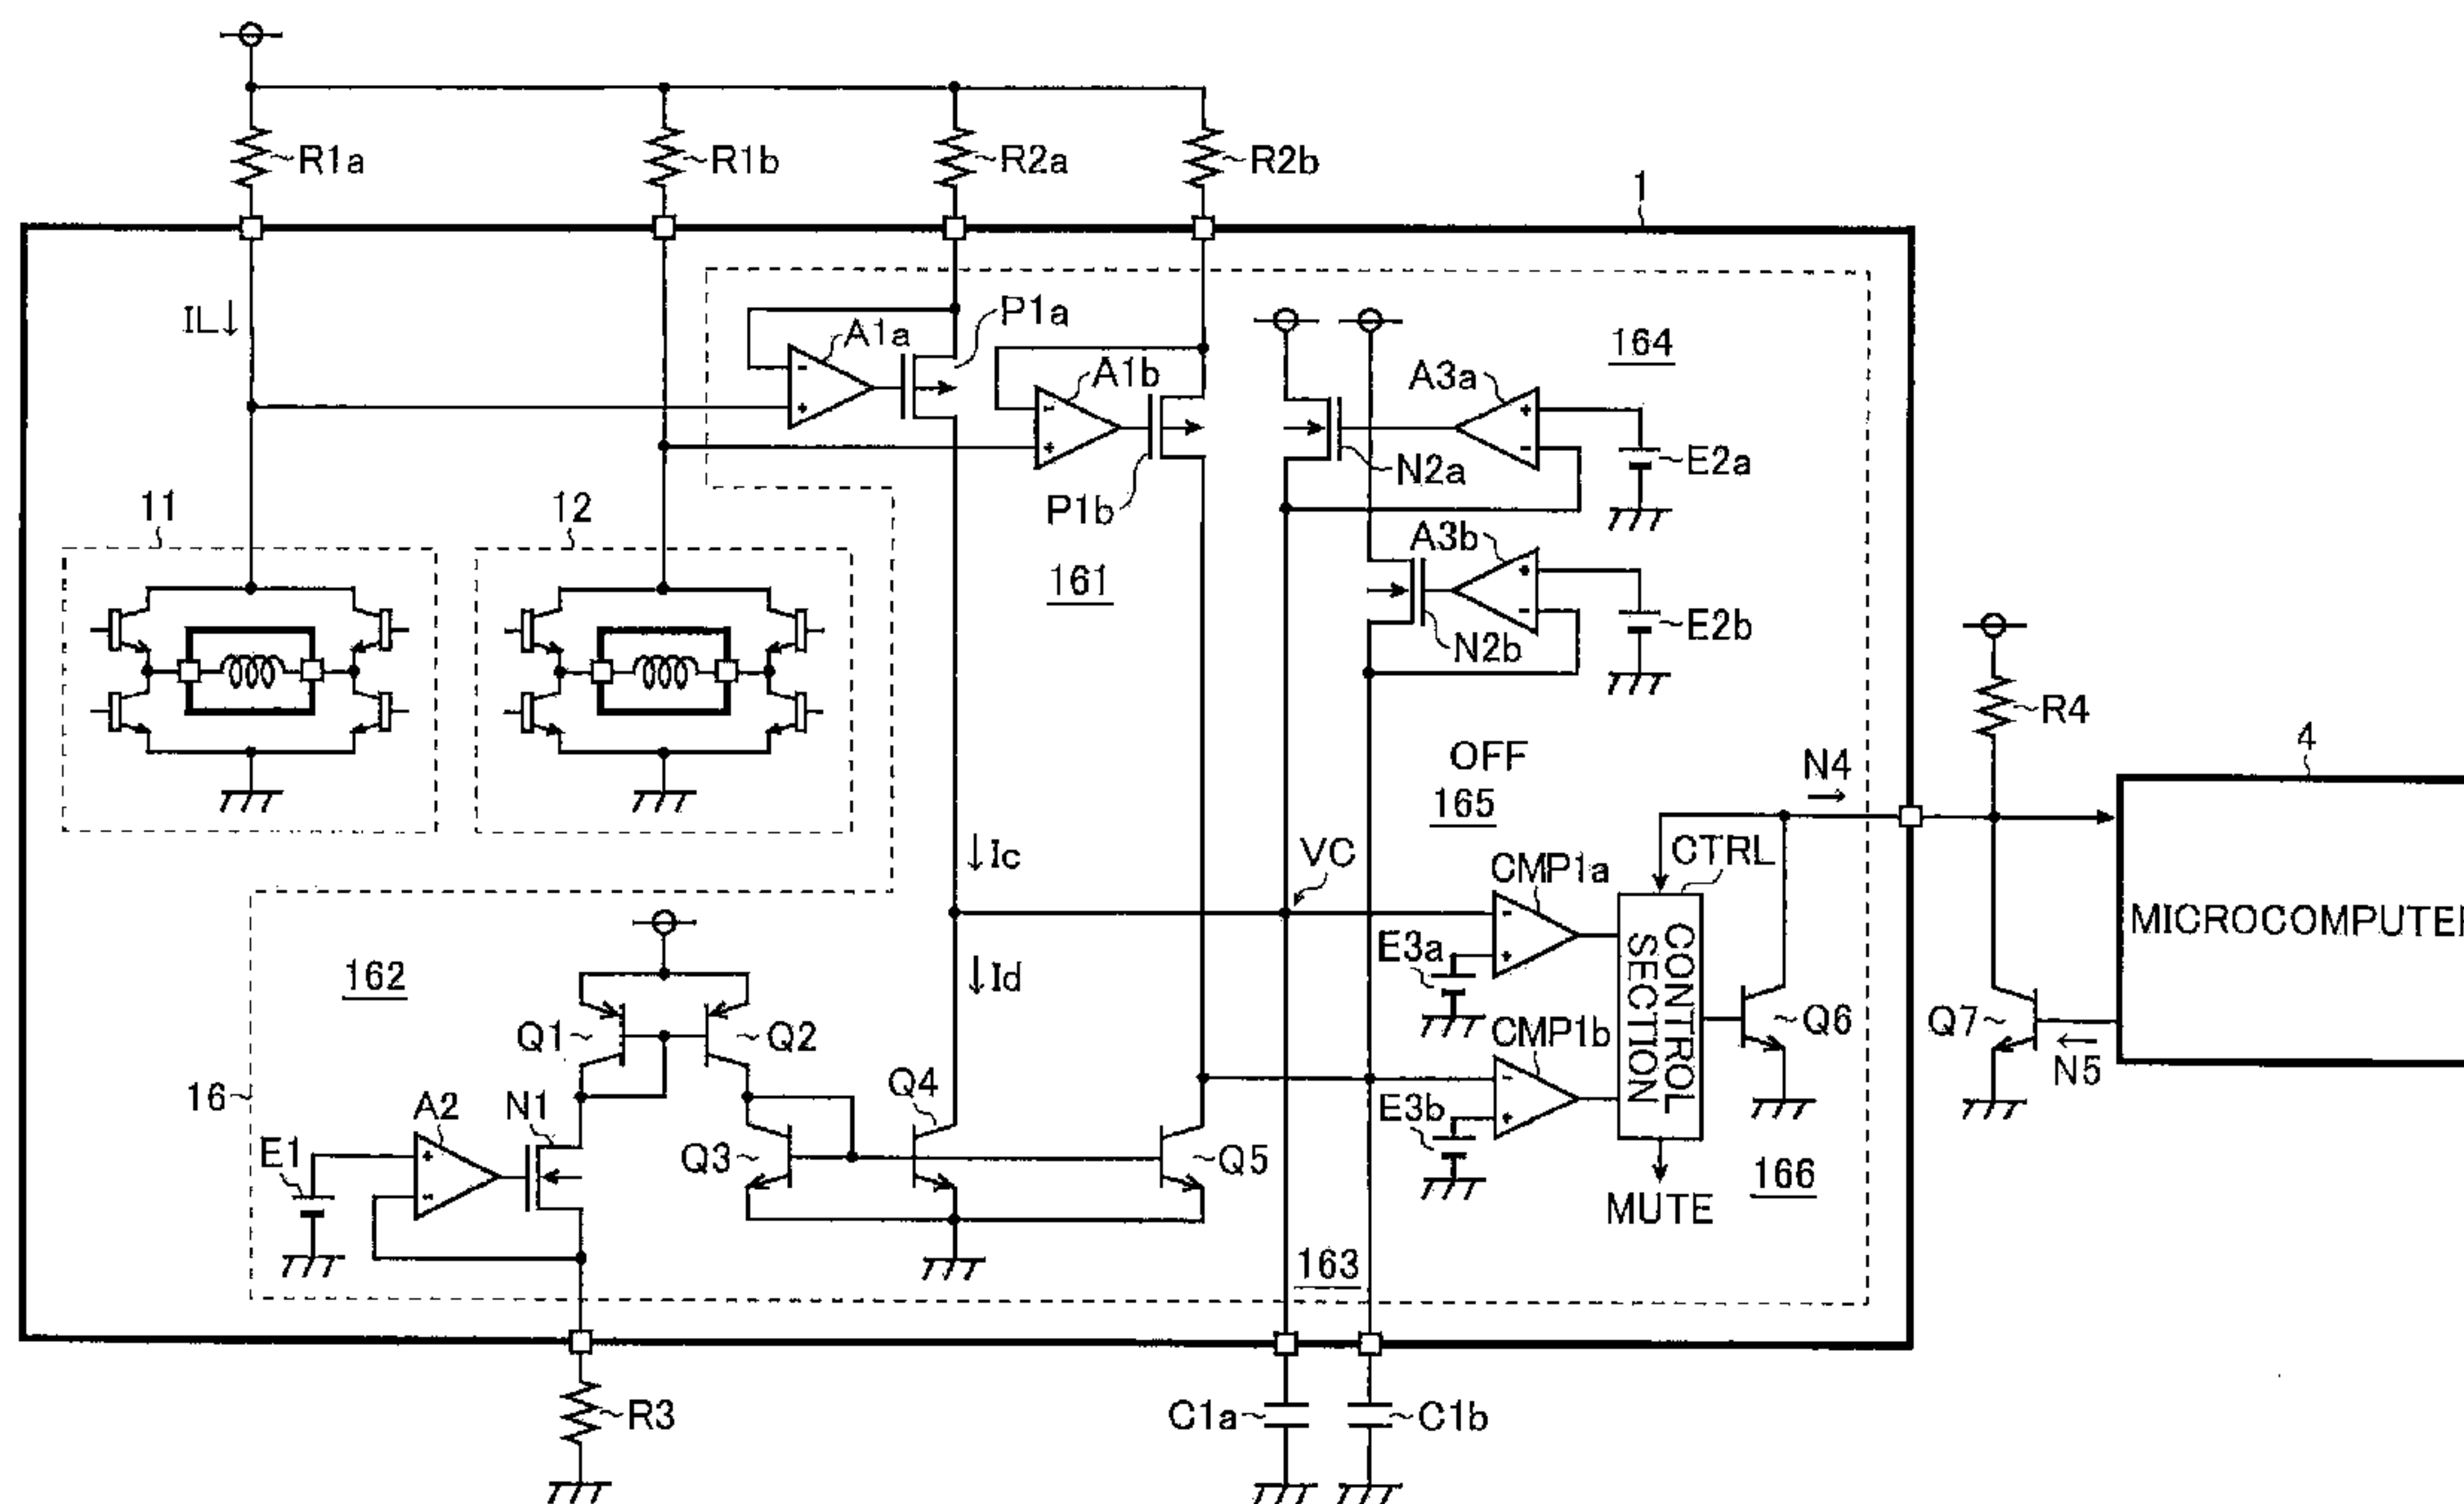 R1a
R1b
R2a
R2b
1
IL↓
P1a
A1a
A1b
164
A3a
E2a
N2a
P1b
11
12
A3b
161
E2b
N2b
R4
OFF
165
N4
→
4
↓Ic
VC
CTRL
CMP1a
MICROCOMPUTE
E3a
CONTROL
SECTION
162
↓Id
Q1
Q2
CMP1b
Q6
Q7
←
N5
16
A2
N1
Q4
E3b
E1
Q3
Q5
166
MUTE
163
R3
C1a
C1b
- + - + + - + - + - - + - +